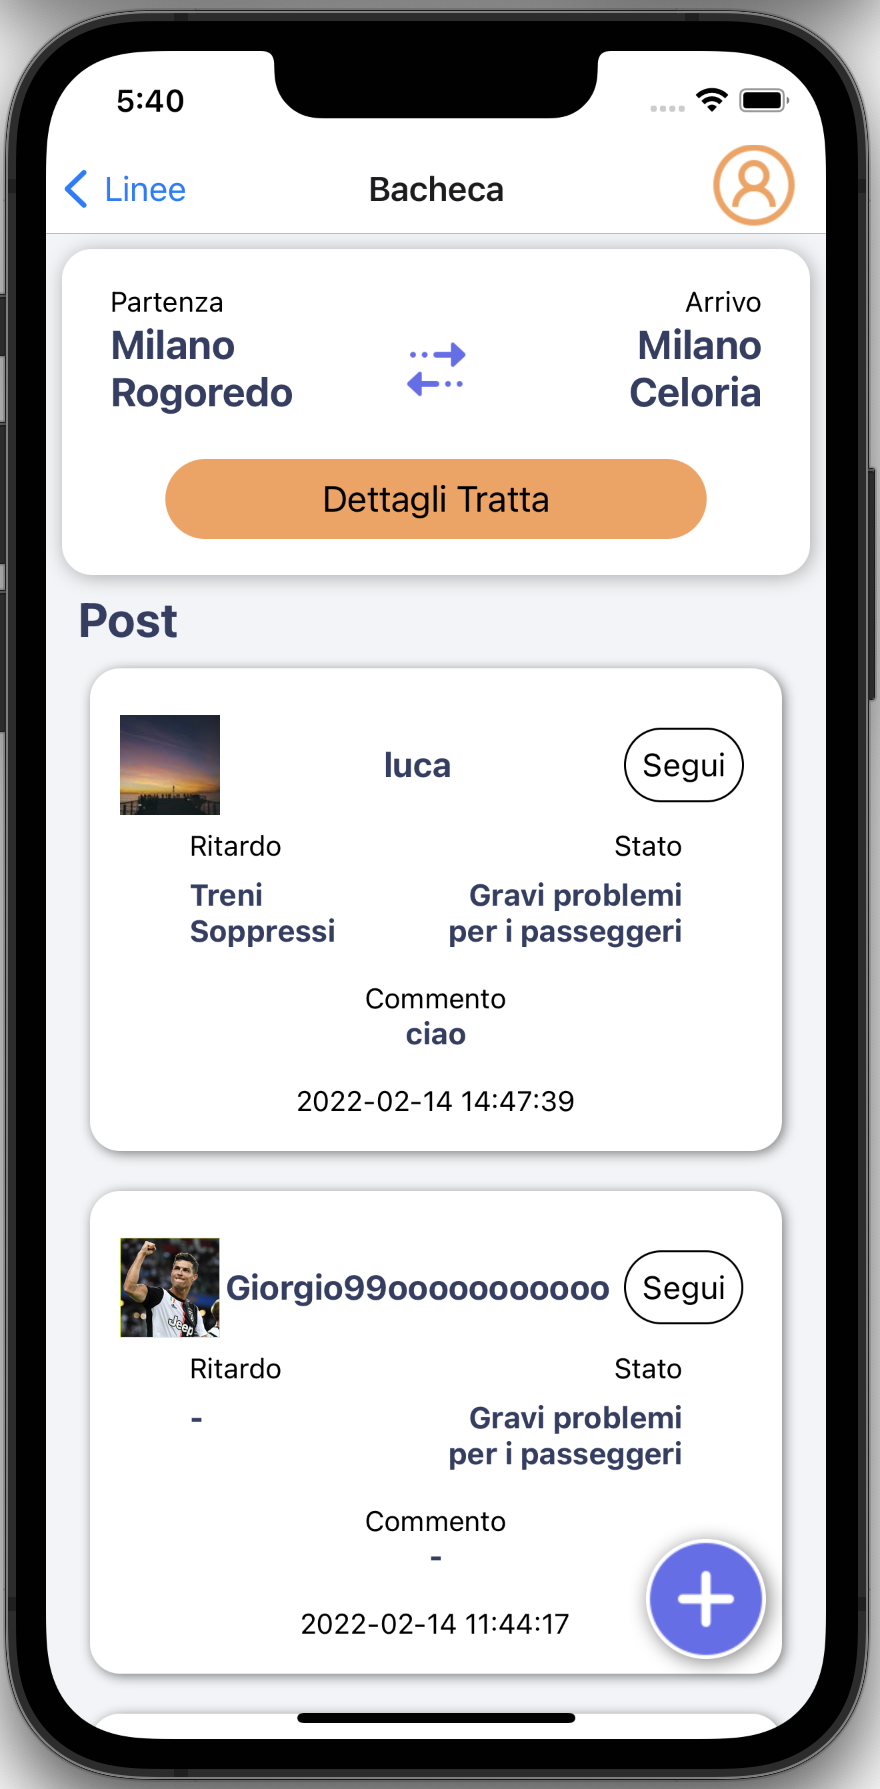 5:40
Linee
Bacheca
Partenza
Arrivo
Milano
Rogoredo
Milano
Celoria
Dettagli Tratta
Post
luca
Segui
Ritardo
Stato
Treni
Soppressi
Gravi problemi
per i passeggeri
Commento
ciao
2022-02-14 14:47:39
Jeep
Giorgio99ooooooooooo
Segui
Ritardo
Stato
-
Gravi problemi
per i passeggeri
Commento
-
2022-02-14 11:44:17